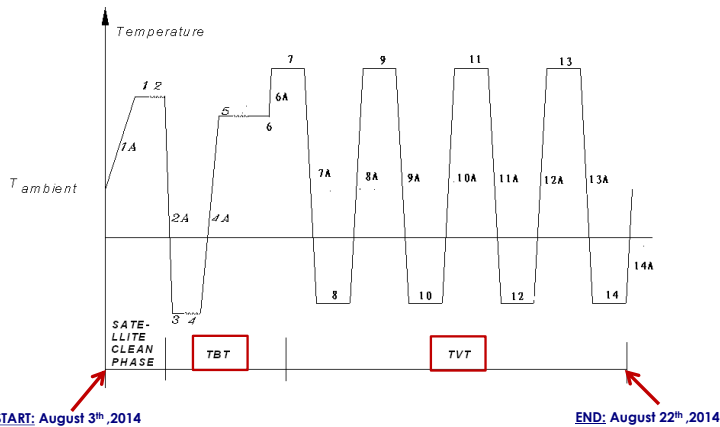 Temperature
7
9
11
13
1 2
6A
5
6
1A
T ambient
7A
8A
9A
10A
11A
12A
13A
2A
4A
14A
8
10
12
14
3 4
SATE-
LLITE
CLEAN
PHASE
TBT
TVT
START: August 3th ,2014
END: August 22th ,2014